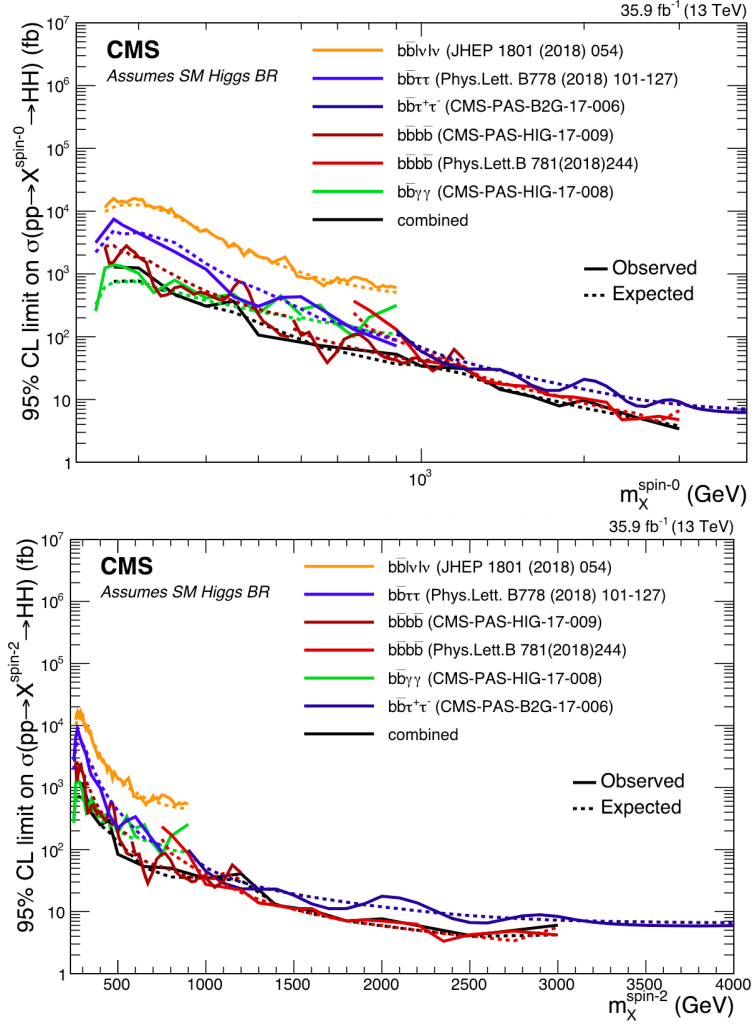 35.9 fb⁻¹ (13 TeV)
95% CL limit on σ(pp→X^spin-0→HH) (fb)
10⁷
10⁶
10⁵
10⁴
10³
10²
10
1
CMS
Assumes SM Higgs BR
bb̅lνlν (JHEP 1801 (2018) 054)
bb̅ττ (Phys.Lett. B778 (2018) 101-127)
bb̅τ⁺τ⁻ (CMS-PAS-B2G-17-006)
bb̅bb̅ (CMS-PAS-HIG-17-009)
bb̅bb̅ (Phys.Lett.B 781(2018)244)
bb̅γγ (CMS-PAS-HIG-17-008)
combined
Observed
Expected
10³
m_X^spin-0 (GeV)
35.9 fb⁻¹ (13 TeV)
95% CL limit on σ(pp→X^spin-2→HH) (fb)
10⁷
10⁶
10⁵
10⁴
10³
10²
10
1
CMS
Assumes SM Higgs BR
bb̅lνlν (JHEP 1801 (2018) 054)
bb̅ττ (Phys.Lett. B778 (2018) 101-127)
bb̅bb̅ (CMS-PAS-HIG-17-009)
bb̅bb̅ (Phys.Lett.B 781(2018)244)
bb̅γγ (CMS-PAS-HIG-17-008)
bb̅τ⁺τ⁻ (CMS-PAS-B2G-17-006)
combined
Observed
Expected
500 1000 1500 2000 2500 3000 3500 4000
m_X^spin-2 (GeV)